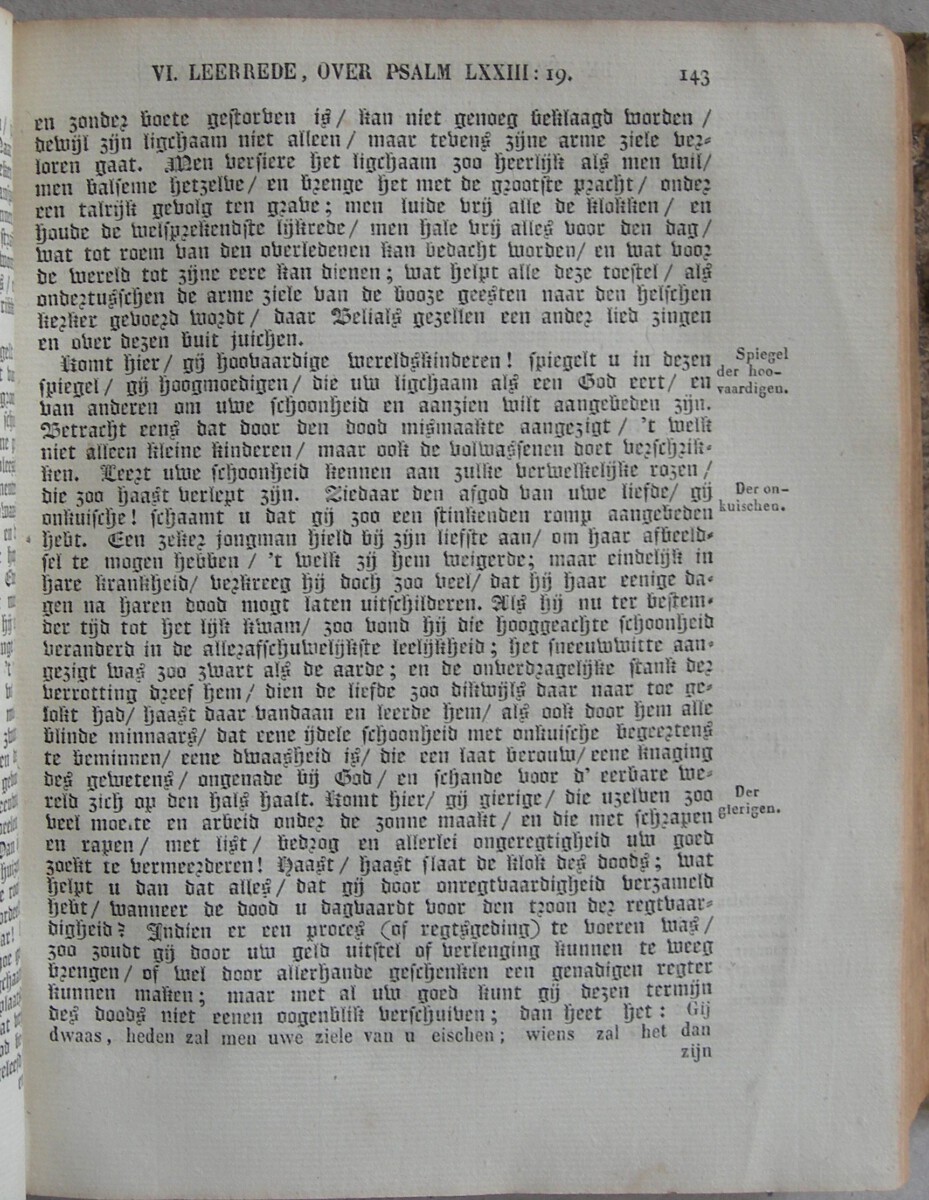 VI. LEERREDE, OVER PSALM LXXIII: 19. 143
en zonder boete gestorven is/ kan niet genoeg beklaagd worden/
dewijl zijn ligchaam niet alleen/ maar tevens zijne arme ziele ver-
loren gaat. Men versiere het ligchaam zoo heerlijk als men wil/
men balseme hetzelve/ en brenge het met de grootste pracht/ onder
een talrijk gevolg ten grave; men luide vrij alle de klokken/ en
houde de welsprekendste lijkrede/ men hale vrij alles voor den dag/
wat tot roem van den overledenen kan bedacht worden/ en wat voor
de wereld tot zijne eere kan dienen; wat helpt alle deze toestel/ als
ondertusschen de arme ziele van de booze geesten naar den helschen
kerker gevoerd wordt/ daar Belials gezellen een ander lied zingen
en over dezen buit juichen.
Komt hier/ gij hoovaardige wereldskinderen! spiegelt u in dezen
spiegel/ gij hoogmoedigen/ die uw ligchaam als een God eert/ en
van anderen om uwe schoonheid en aanzien wilt aangebeden zijn.
Spiegel
der hoo-
vaardigen.
Betracht eens dat door den dood mismaakte aangezigt/ 't welk
niet alleen kleine kinderen/ maar ook de volwassenen doet verschrik-
ken. Leert uwe schoonheid kennen aan zulke verwelkelijke rozen/
die zoo haast verlept zijn. Ziedaar den afgod van uwe liefde/ gij
onkuische! schaamt u dat gij zoo een stinkenden romp aangebeden
Der on-
kuischen.
hebt. Een zeker jongman hield bij zijn liefste aan/ om haar afbeeld-
sel te mogen hebben/ 't welk zij hem weigerde; maar eindelijk in
hare krankheid/ verkreeg hij doch zoo veel/ dat hij haar eenige da-
gen na haren dood mogt laten uitschilderen. Als hij nu ter bestem-
der tijd tot het lijk kwam/ zoo vond hij die hooggeachte schoonheid
veranderd in de allerafschuwelijkste leelijkheid; het sneeuwwitte aan-
gezigt was zoo zwart als de aarde; en de onverdragelijke stank der
verrotting dreef hem/ dien de liefde zoo dikwijls daar naar toe ge-
lokt had/ haast daar vandaan en leerde hem/ als ook door hem alle
blinde minnaars/ dat eene ijdele schoonheid met onkuische begeertens
te beminnen/ eene dwaasheid is/ die een laat berouw/ eene knaging
des gewetens/ ongenade bij God/ en schande voor d' eerbare we-
reld zich op den hals haalt. Komt hier/ gij gierige/ die uzelven zoo
veel moeite en arbeid onder de zonne maakt/ en die met schrapen
Der
gierigen.
en rapen/ met list/ bedrog en allerlei ongeregtigheid uw goed
zoekt te vermeerderen! Haast/ haast slaat de klok des doods; wat
helpt u dan dat alles/ dat gij door onregtvaardigheid verzameld
hebt/ wanneer de dood u dagvaardt voor den troon der regtvaar-
digheid? Indien er een proces (of regtsgeding) te voeren was/
zoo zoudt gij door uw geld uitstel of verlenging kunnen te weeg
brengen/ of wel door allerhande geschenken een genadigen regter
kunnen maken; maar met al uw goed kunt gij dezen termijn
des doods niet eenen oogenblik verschuiven; dan heet het: Gij
dwaas, heden zal men uwe ziele van u eischen; wiens zal het dan
zijn